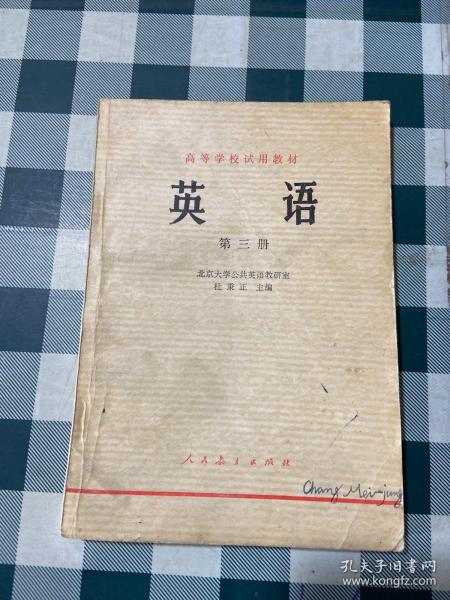 高等学校试用教材
英语
第三册
北京大学公共英语教研室
杜秉正 主编
人民教育出版社
Chang Mei-jung
孔夫子旧书网
www.kongfz.com